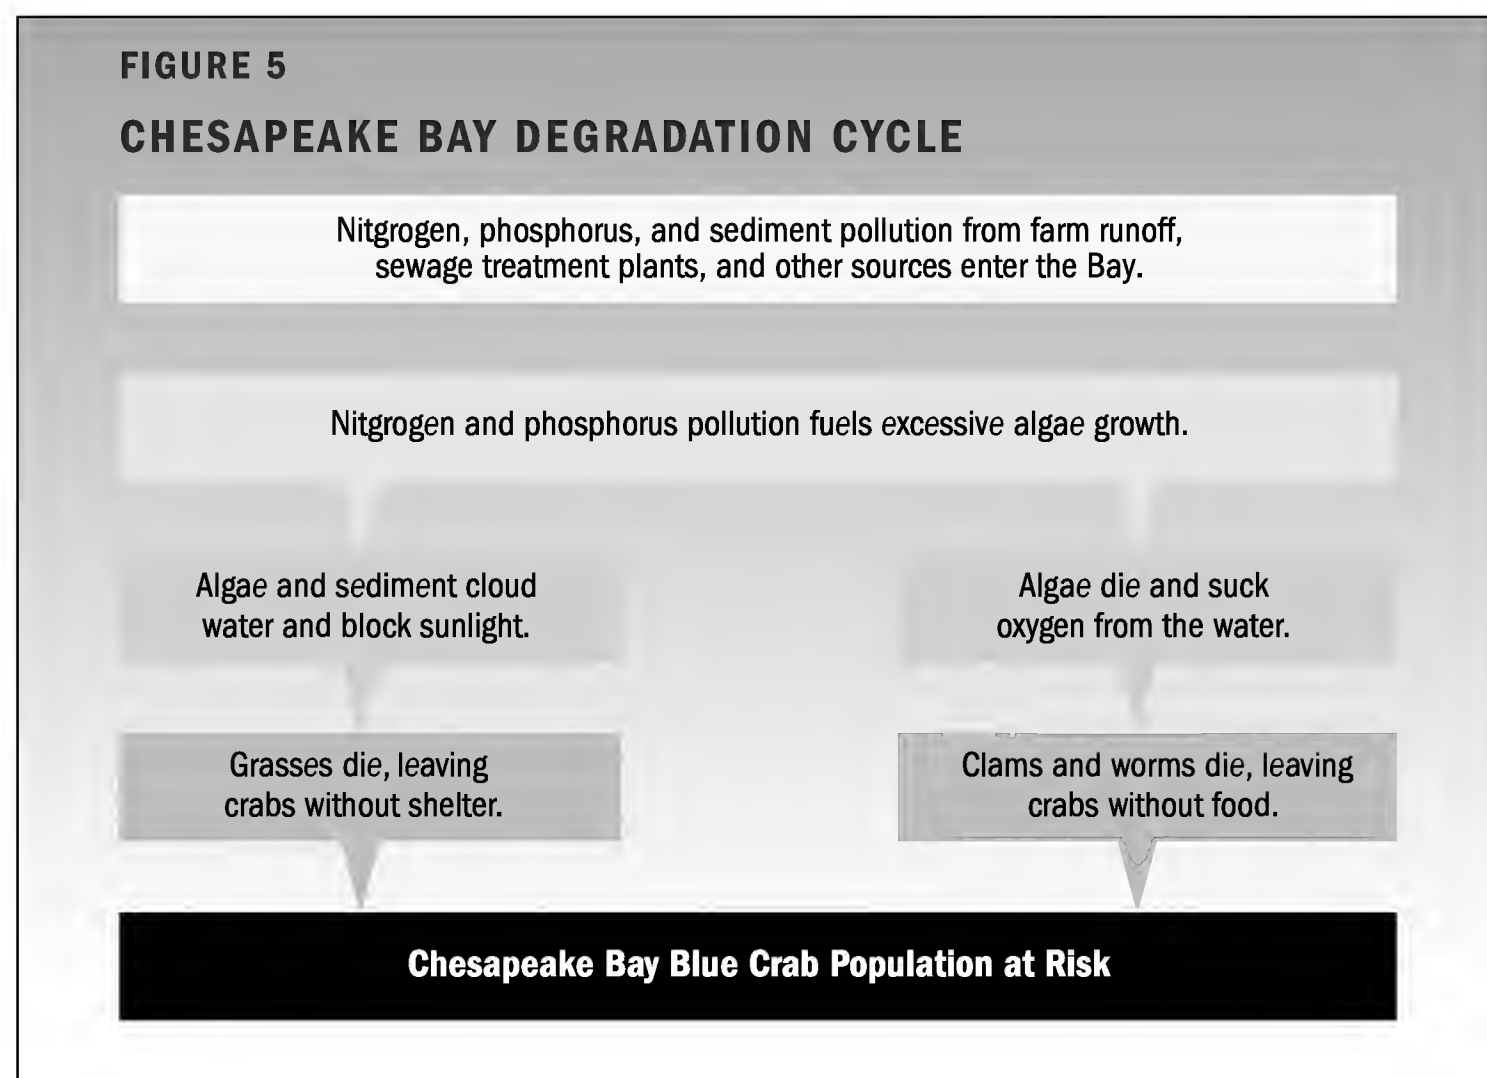 FIGURE 5
CHESAPEAKE BAY DEGRADATION CYCLE
Nitgrogen, phosphorus, and sediment pollution from farm runoff,
sewage treatment plants, and other sources enter the Bay.
Nitgrogen and phosphorus pollution fuels excessive algae growth.
Algae and sediment cloud
water and block sunlight.
Algae die and suck
oxygen from the water.
Grasses die, leaving
crabs without shelter.
Clams and worms die, leaving
crabs without food.
Chesapeake Bay Blue Crab Population at Risk